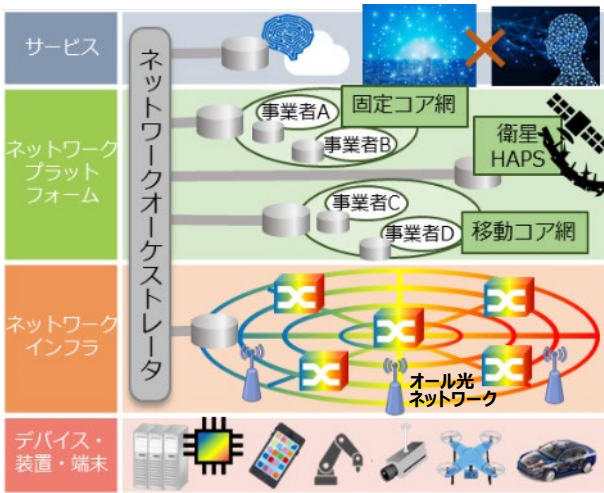 サービス
ネットワークオーケストレータ
ネットワーク
プラット
フォーム
事業者A
事業者B
固定コア網
衛星
HAPS
事業者C
事業者D
移動コア網
ネットワーク
インフラ
オール光
ネットワーク
デバイス・
装置・端末